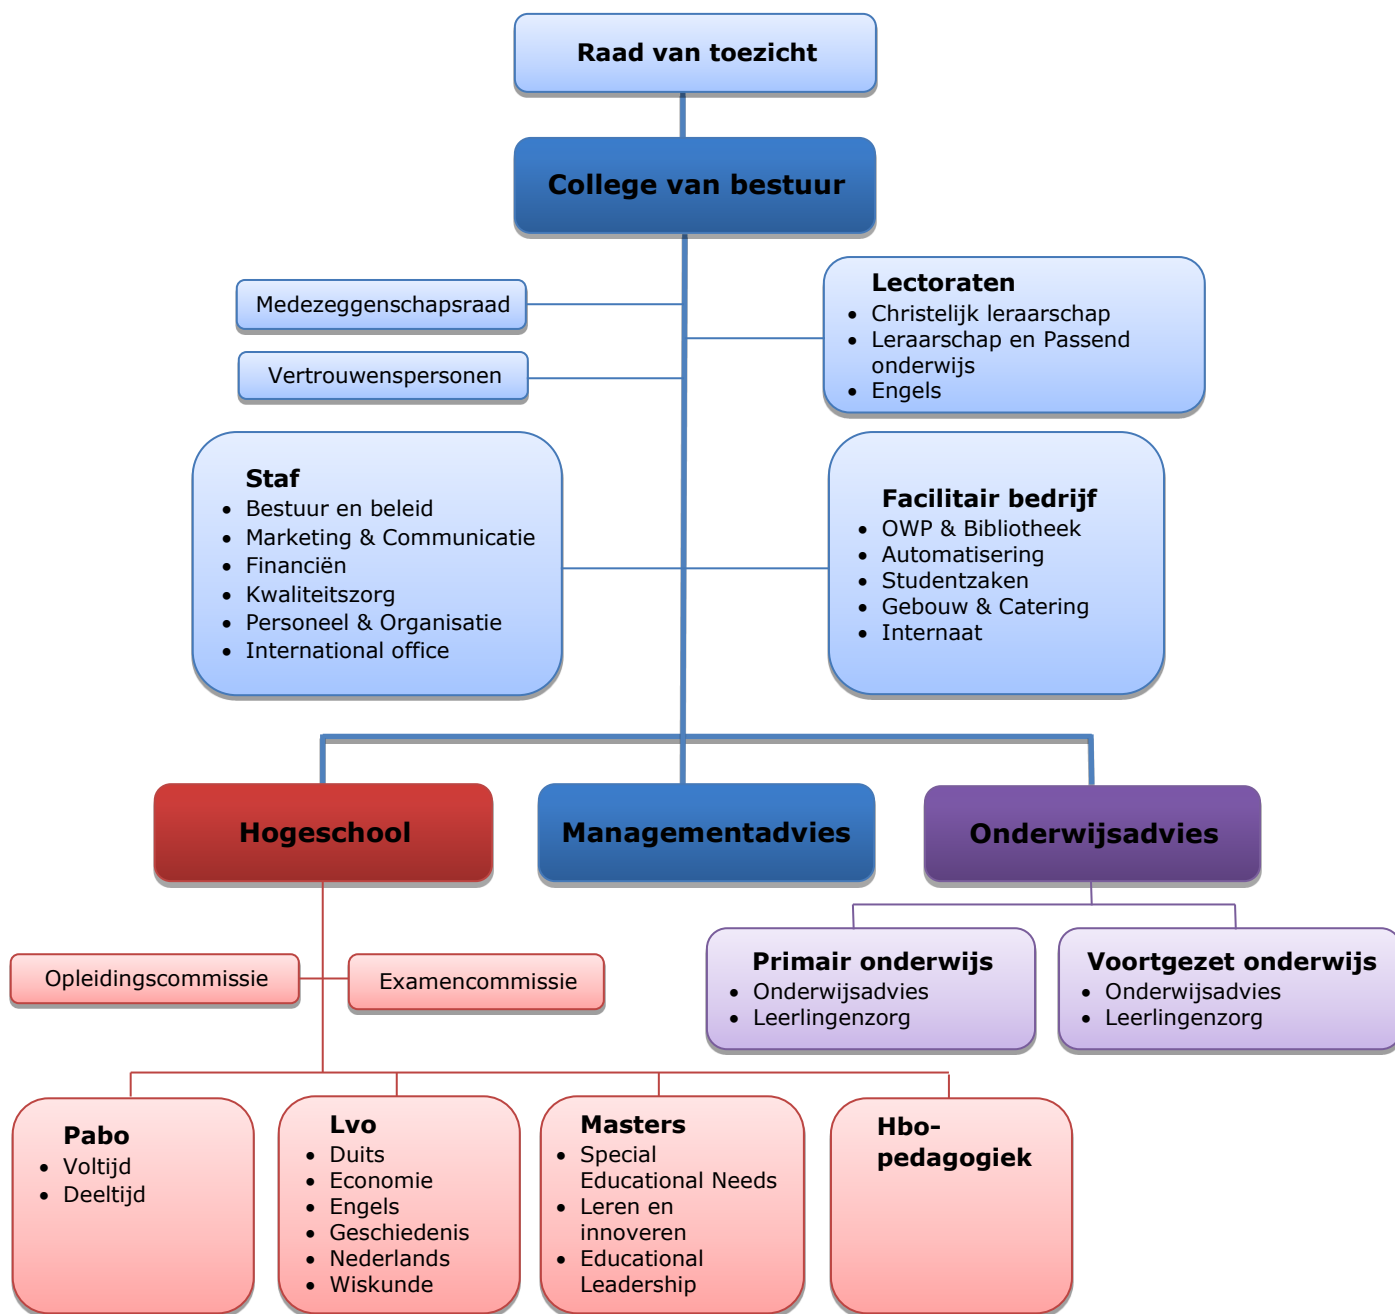 Raad van toezicht
College van bestuur
Medezeggenschapsraad
Vertrouwenspersonen
Lectoraten
• Christelijk leraarschap
• Leraarschap en Passend
onderwijs
• Engels
Staf
• Bestuur en beleid
• Marketing & Communicatie
• Financiën
• Kwaliteitszorg
• Personeel & Organisatie
• International office
Facilitair bedrijf
• OWP & Bibliotheek
• Automatisering
• Studentzaken
• Gebouw & Catering
• Internaat
Hogeschool
Managementadvies
Onderwijsadvies
Opleidingscommissie
Examencommissie
Primair onderwijs
• Onderwijsadvies
• Leerlingenzorg
Voortgezet onderwijs
• Onderwijsadvies
• Leerlingenzorg
Pabo
• Voltijd
• Deeltijd
Lvo
• Duits
• Economie
• Engels
• Geschiedenis
• Nederlands
• Wiskunde
Masters
• Special
Educational Needs
• Leren en
innoveren
• Educational
Leadership
Hbo-
pedagogiek